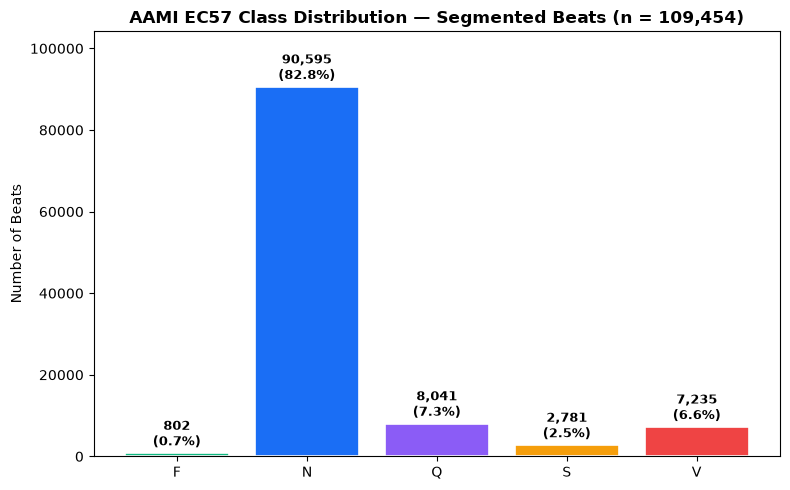 AAMI EC57 Class Distribution — Segmented Beats (n = 109,454)
Number of Beats
100000
80000
60000
40000
20000
0
802
(0.7%)
90,595
(82.8%)
8,041
(7.3%)
2,781
(2.5%)
7,235
(6.6%)
F
N
Q
S
V